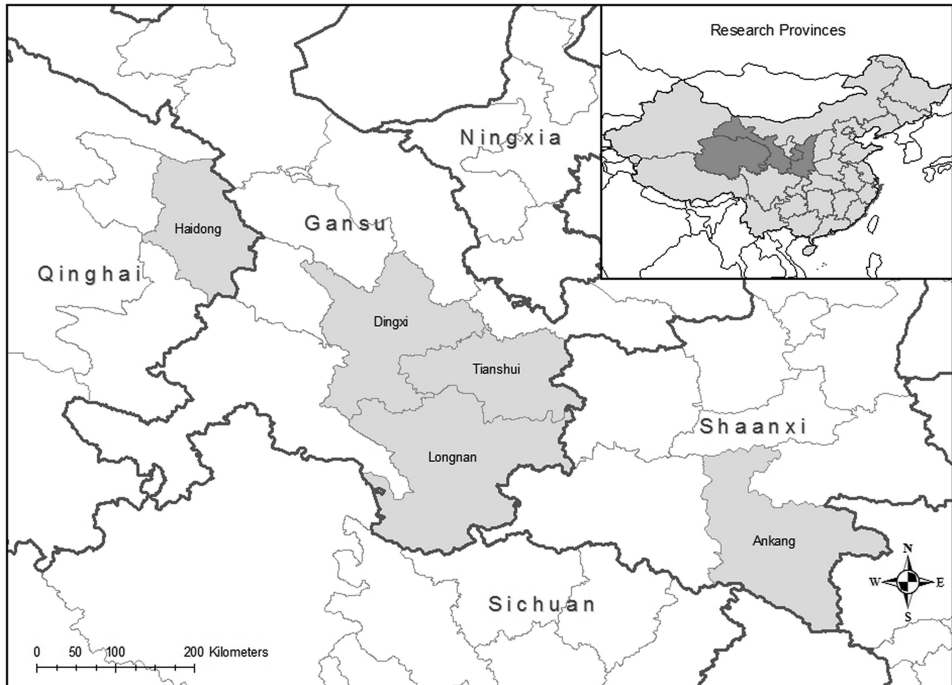 Research Provinces
Ningxia
Haidong
Gansu
Qinghai
Dingxi
Tianshui
Shaanxi
Longnan
Ankang
Sichuan
N
W E
S
0 50 100 200 Kilometers